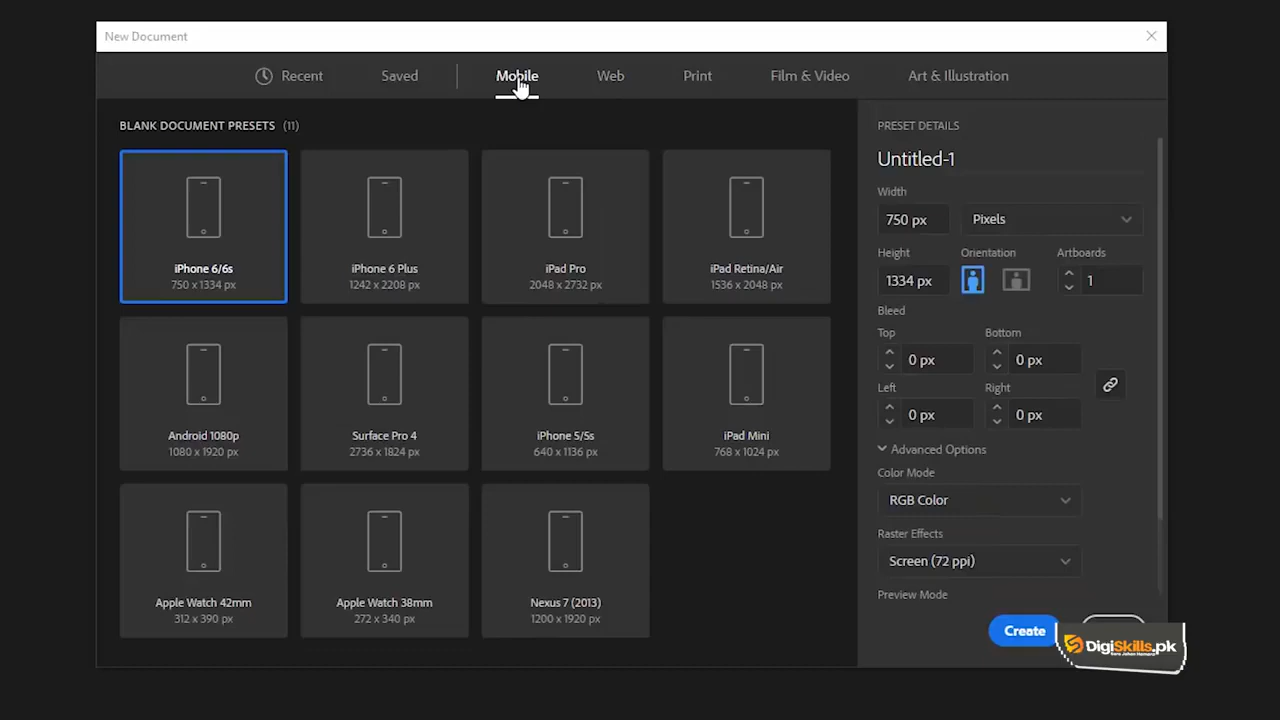 New Document
Recent
Saved
Mobile
Web
Print
Film & Video
Art & Illustration
BLANK DOCUMENT PRESETS (11)
iPhone 6/6s
750 x 1334 px
iPhone 6 Plus
1242 x 2208 px
iPad Pro
2048 x 2732 px
iPad Retina/Air
1536 x 2048 px
Android 1080p
1080 x 1920 px
Surface Pro 4
2736 x 1824 px
iPhone 5/5s
640 x 1136 px
iPad Mini
768 x 1024 px
Apple Watch 42mm
312 x 390 px
Apple Watch 38mm
272 x 340 px
Nexus 7 (2013)
1200 x 1920 px
PRESET DETAILS
Untitled-1
Width
750 px
Pixels
Height
Orientation
Artboards
1334 px
1
Bleed
Top
Bottom
0 px
0 px
Left
Right
0 px
0 px
Advanced Options
Color Mode
RGB Color
Raster Effects
Screen (72 ppi)
Preview Mode
Create
DigiSkills.pk